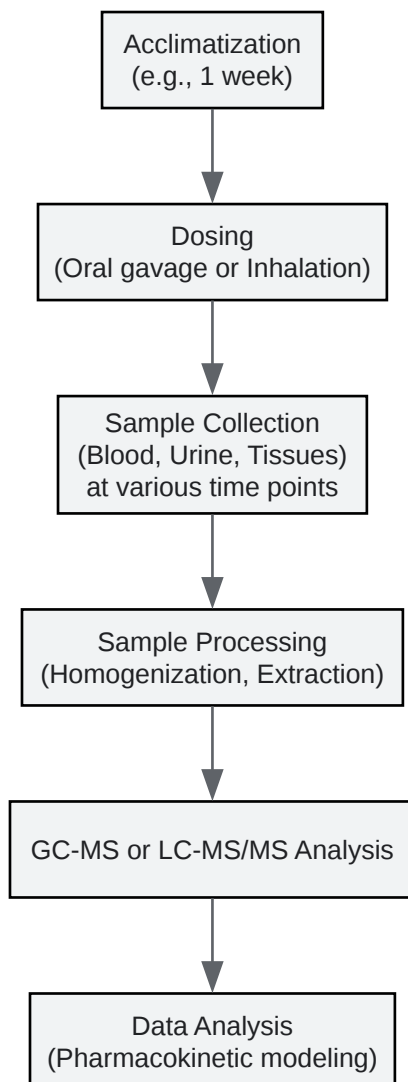 Acclimatization
(e.g., 1 week)
Dosing
(Oral gavage or Inhalation)
Sample Collection
(Blood, Urine, Tissues)
at various time points
Sample Processing
(Homogenization, Extraction)
GC-MS or LC-MS/MS Analysis
Data Analysis
(Pharmacokinetic modeling)